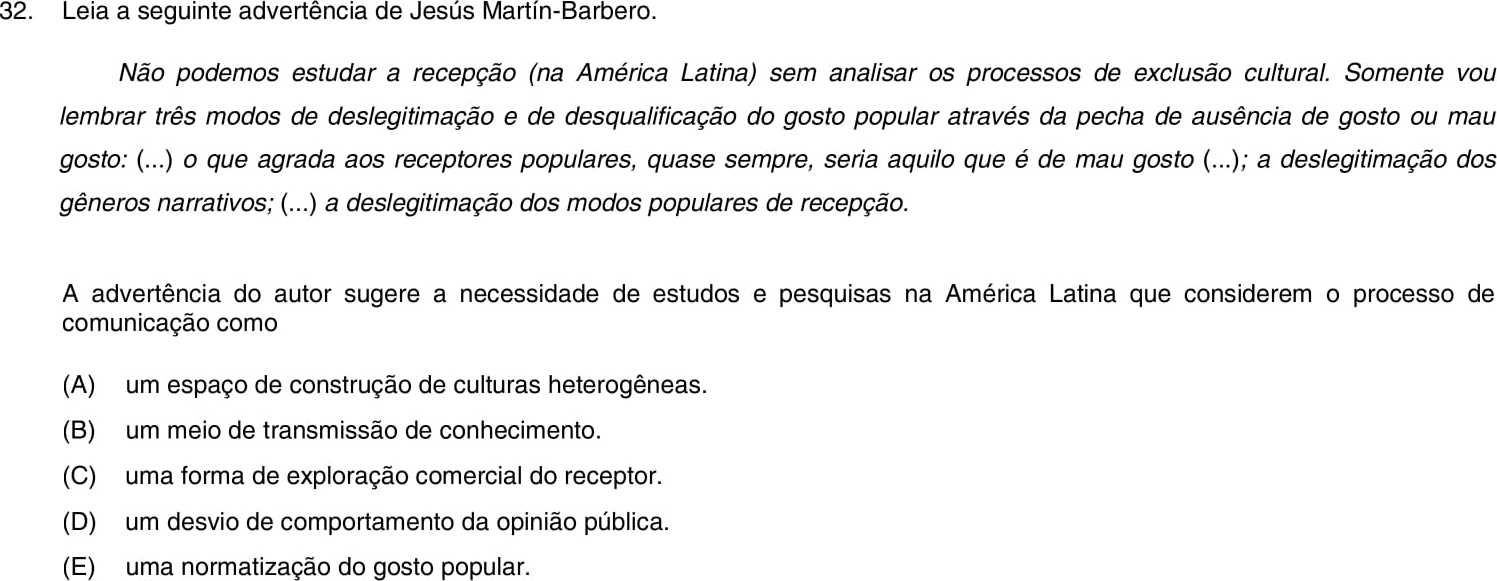 32. Leia a seguinte advertência de Jesús Martín-Barbero.
Não podemos estudar a recepção (na América Latina) sem analisar os processos de exclusão cultural. Somente vou
lembrar três modos de deslegitimação e de desqualificação do gosto popular através da pecha de ausência de gosto ou mau
gosto: (...) o que agrada aos receptores populares, quase sempre, seria aquilo que é de mau gosto (...); a deslegitimação dos
gêneros narrativos; (...) a deslegitimação dos modos populares de recepção.
A advertência do autor sugere a necessidade de estudos e pesquisas na América Latina que considerem o processo de
comunicação como
(A) um espaço de construção de culturas heterogêneas.
(B) um meio de transmissão de conhecimento.
(C) uma forma de exploração comercial do receptor.
(D) um desvio de comportamento da opinião pública.
(E) uma normatização do gosto popular.